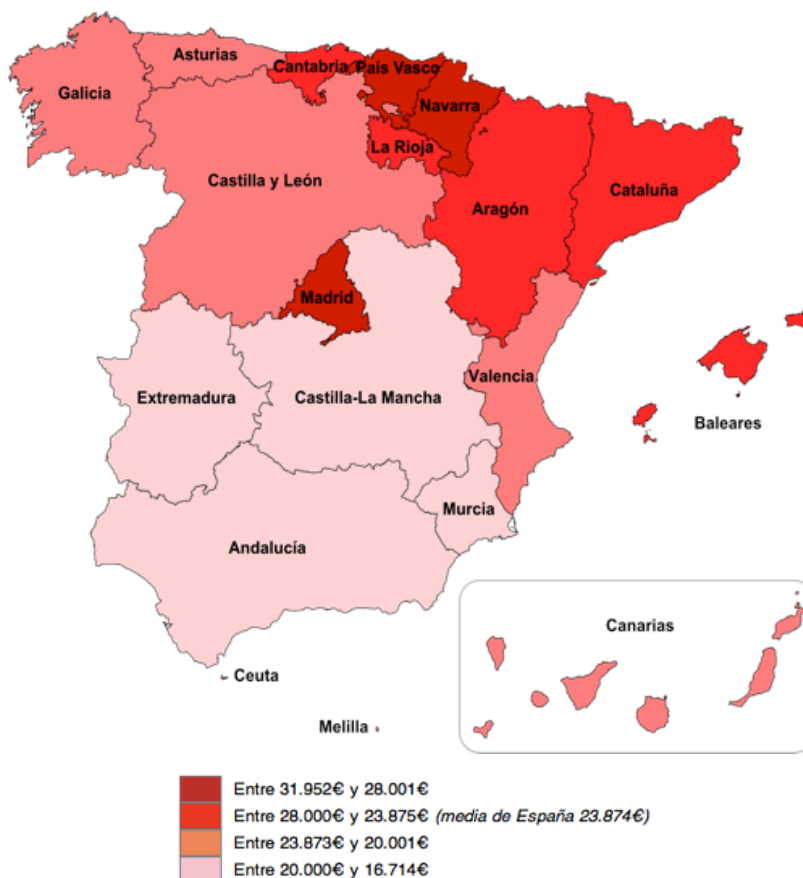 Asturias
Cantabria
País Vasco
Galicia
Navarra
La Rioja
Castilla y León
Cataluña
Aragón
Madrid
Valencia
Extremadura
Castilla-La Mancha
Baleares
Murcia
Andalucía
Canarias
Ceuta
Melilla
Entre 31.952€ y 28.001€
Entre 28.000€ y 23.875€ (media de España 23.874€)
Entre 23.873€ y 20.001€
Entre 20.000€ y 16.714€